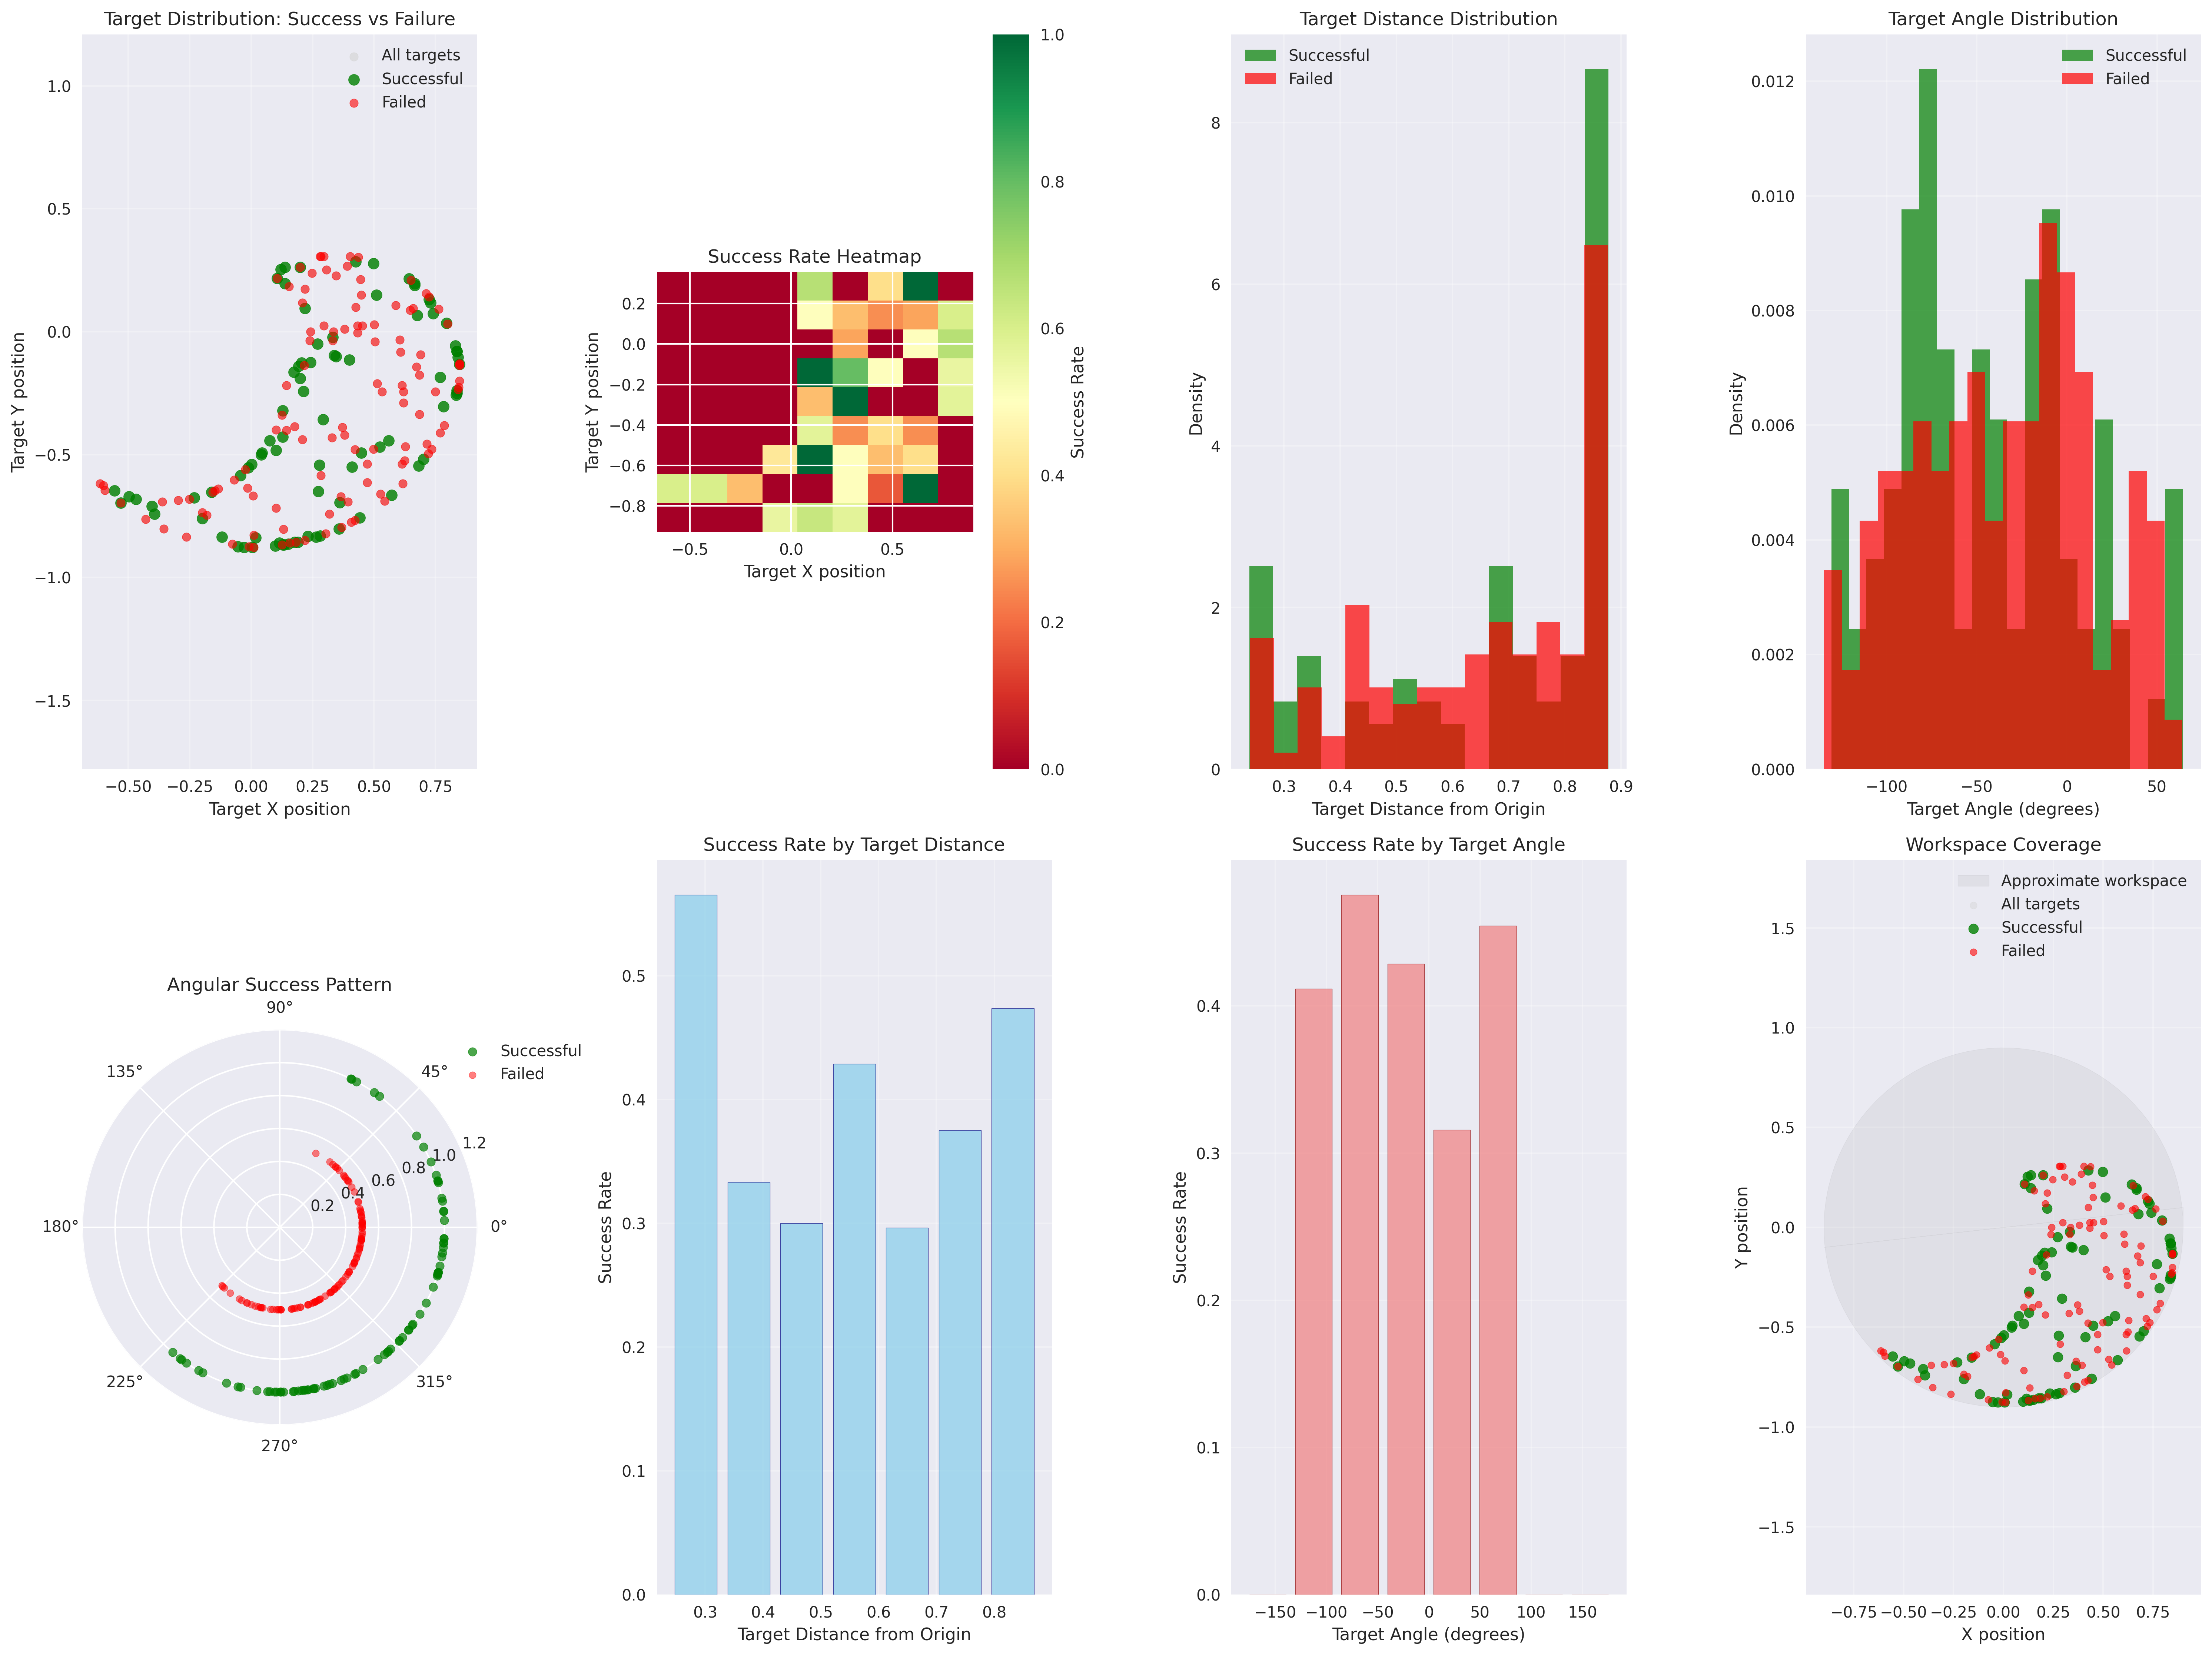 Target Distribution: Success vs Failure
All targets
Successful
Failed
1.0
0.5
0.0
−0.5
−1.0
−1.5
Target Y position
−0.50 −0.25 0.00 0.25 0.50 0.75
Target X position
Success Rate Heatmap
0.2
0.0
−0.2
−0.4
−0.6
−0.8
Target Y position
−0.5 0.0 0.5
Target X position
1.0
0.8
0.6
0.4
0.2
0.0
Success Rate
Target Distance Distribution
Successful
Failed
8
6
4
2
0
Density
0.3 0.4 0.5 0.6 0.7 0.8 0.9
Target Distance from Origin
Target Angle Distribution
Successful
Failed
0.012
0.010
0.008
0.006
0.004
0.002
0.000
Density
−100 −50 0 50
Target Angle (degrees)
Angular Success Pattern
90°
135°
45°
180°
0°
225°
315°
270°
1.2
1.0
0.8
0.6
0.4
0.2
Successful
Failed
Success Rate by Target Distance
0.5
0.4
0.3
0.2
0.1
0.0
Success Rate
0.3 0.4 0.5 0.6 0.7 0.8
Target Distance from Origin
Success Rate by Target Angle
0.4
0.3
0.2
0.1
0.0
Success Rate
−150 −100 −50 0 50 100 150
Target Angle (degrees)
Workspace Coverage
Approximate workspace
All targets
Successful
Failed
1.5
1.0
0.5
0.0
−0.5
−1.0
−1.5
Y position
−0.75 −0.50 −0.25 0.00 0.25 0.50 0.75
X position